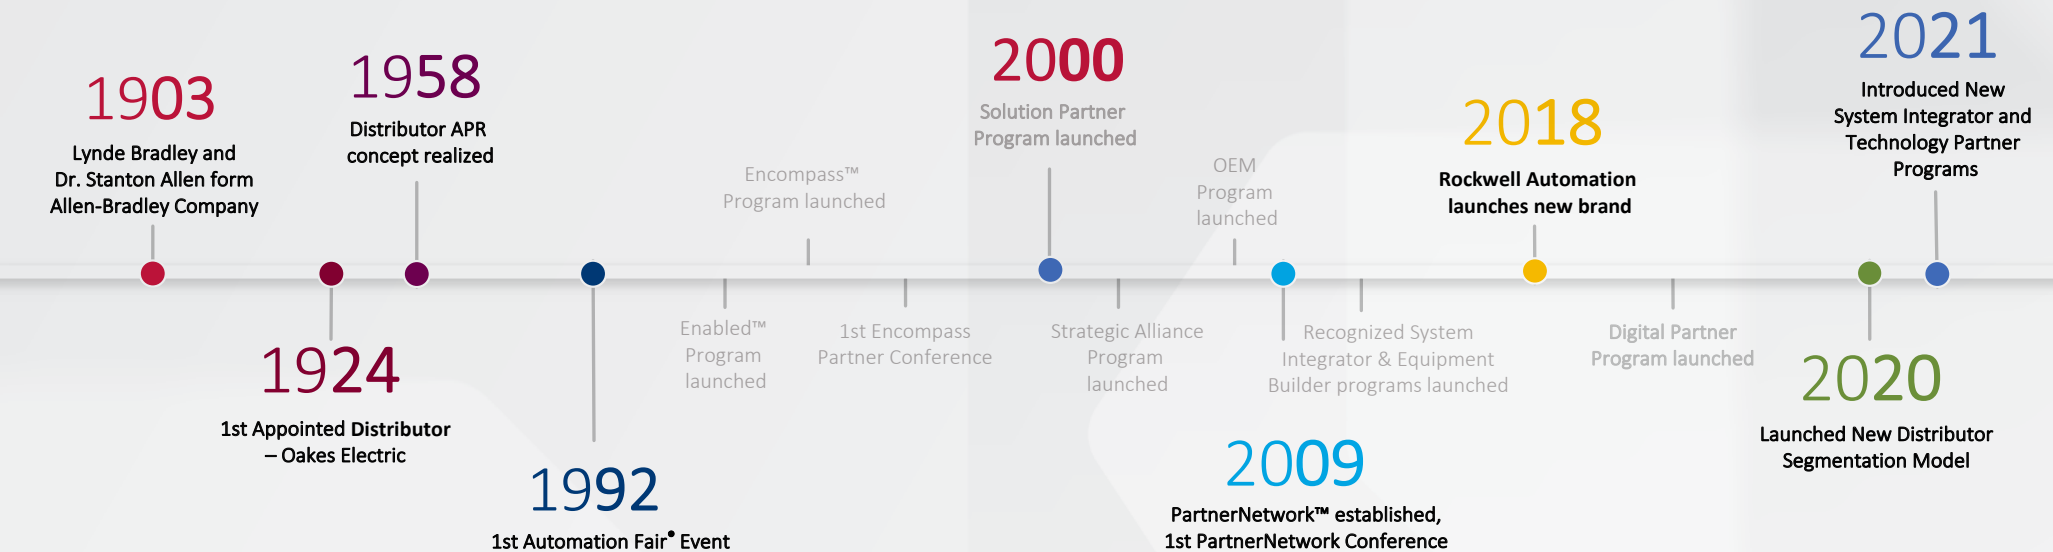 1903
Lynde Bradley and
Dr. Stanton Allen form
Allen-Bradley Company
1924
1st Appointed Distributor
– Oakes Electric
1958
Distributor APR
concept realized
1992
1st Automation Fair® Event
Enabled™
Program
launched
Encompass™
Program launched
1st Encompass
Partner Conference
2000
Solution Partner
Program launched
Strategic Alliance
Program
launched
OEM
Program
launched
2009
PartnerNetwork™ established,
1st PartnerNetwork Conference
Recognized System
Integrator & Equipment
Builder programs launched
2018
Rockwell Automation
launches new brand
Digital Partner
Program launched
2020
Launched New Distributor
Segmentation Model
2021
Introduced New
System Integrator and
Technology Partner
Programs